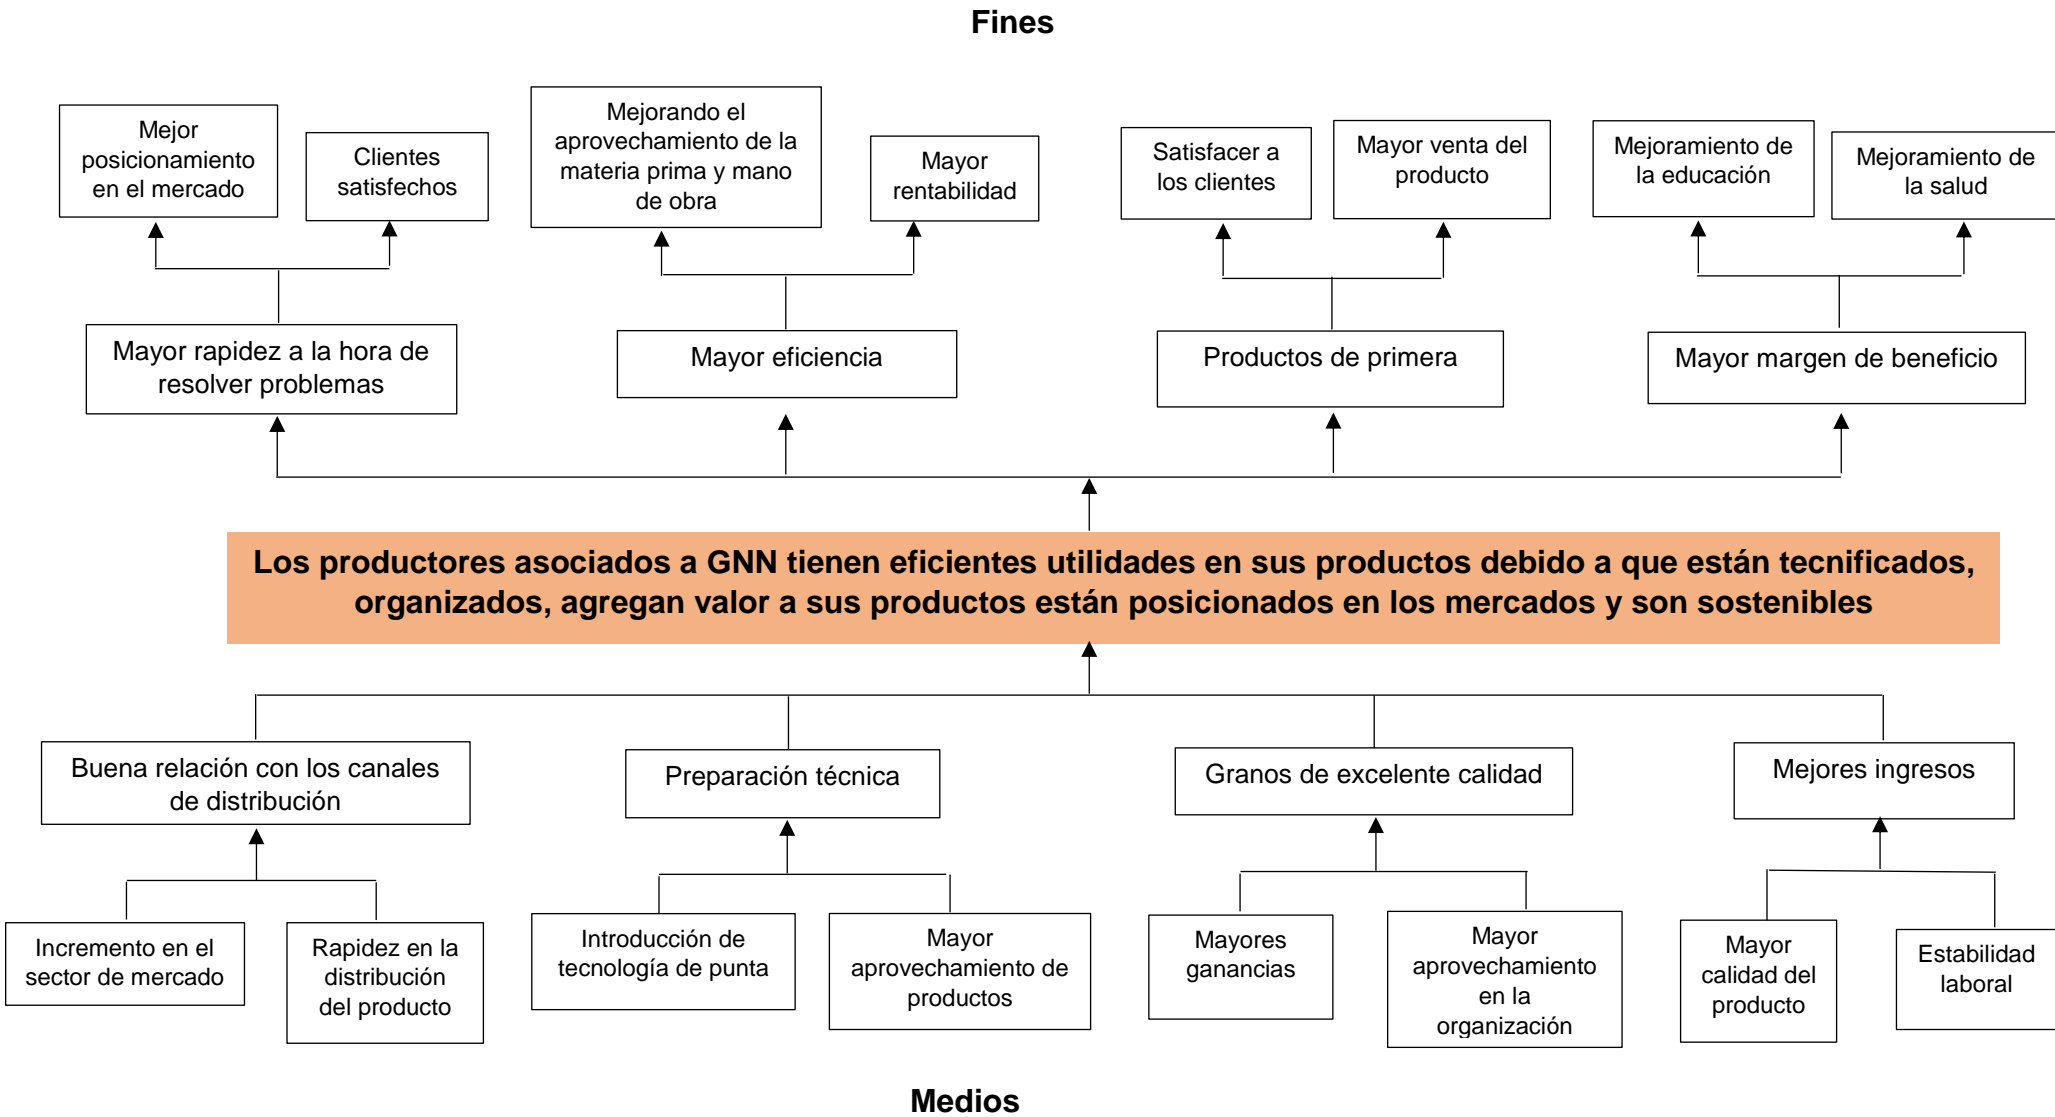 Fines
Mejor
posicionamiento
en el mercado
Clientes
satisfechos
Mejorando el
aprovechamiento de la
materia prima y mano
de obra
Mayor
rentabilidad
Satisfacer a
los clientes
Mayor venta del
producto
Mejoramiento de
la educación
Mejoramiento de
la salud
Mayor rapidez a la hora de
resolver problemas
Mayor eficiencia
Productos de primera
Mayor margen de beneficio
Los productores asociados a GNN tienen eficientes utilidades en sus productos debido a que están tecnificados,
organizados, agregan valor a sus productos están posicionados en los mercados y son sostenibles
Buena relación con los canales
de distribución
Preparación técnica
Granos de excelente calidad
Mejores ingresos
Incremento en el
sector de mercado
Rapidez en la
distribución
del producto
Introducción de
tecnología de punta
Mayor
aprovechamiento de
productos
Mayores
ganancias
Mayor
aprovechamiento
en la
organización
Mayor
calidad del
producto
Estabilidad
laboral
Medios